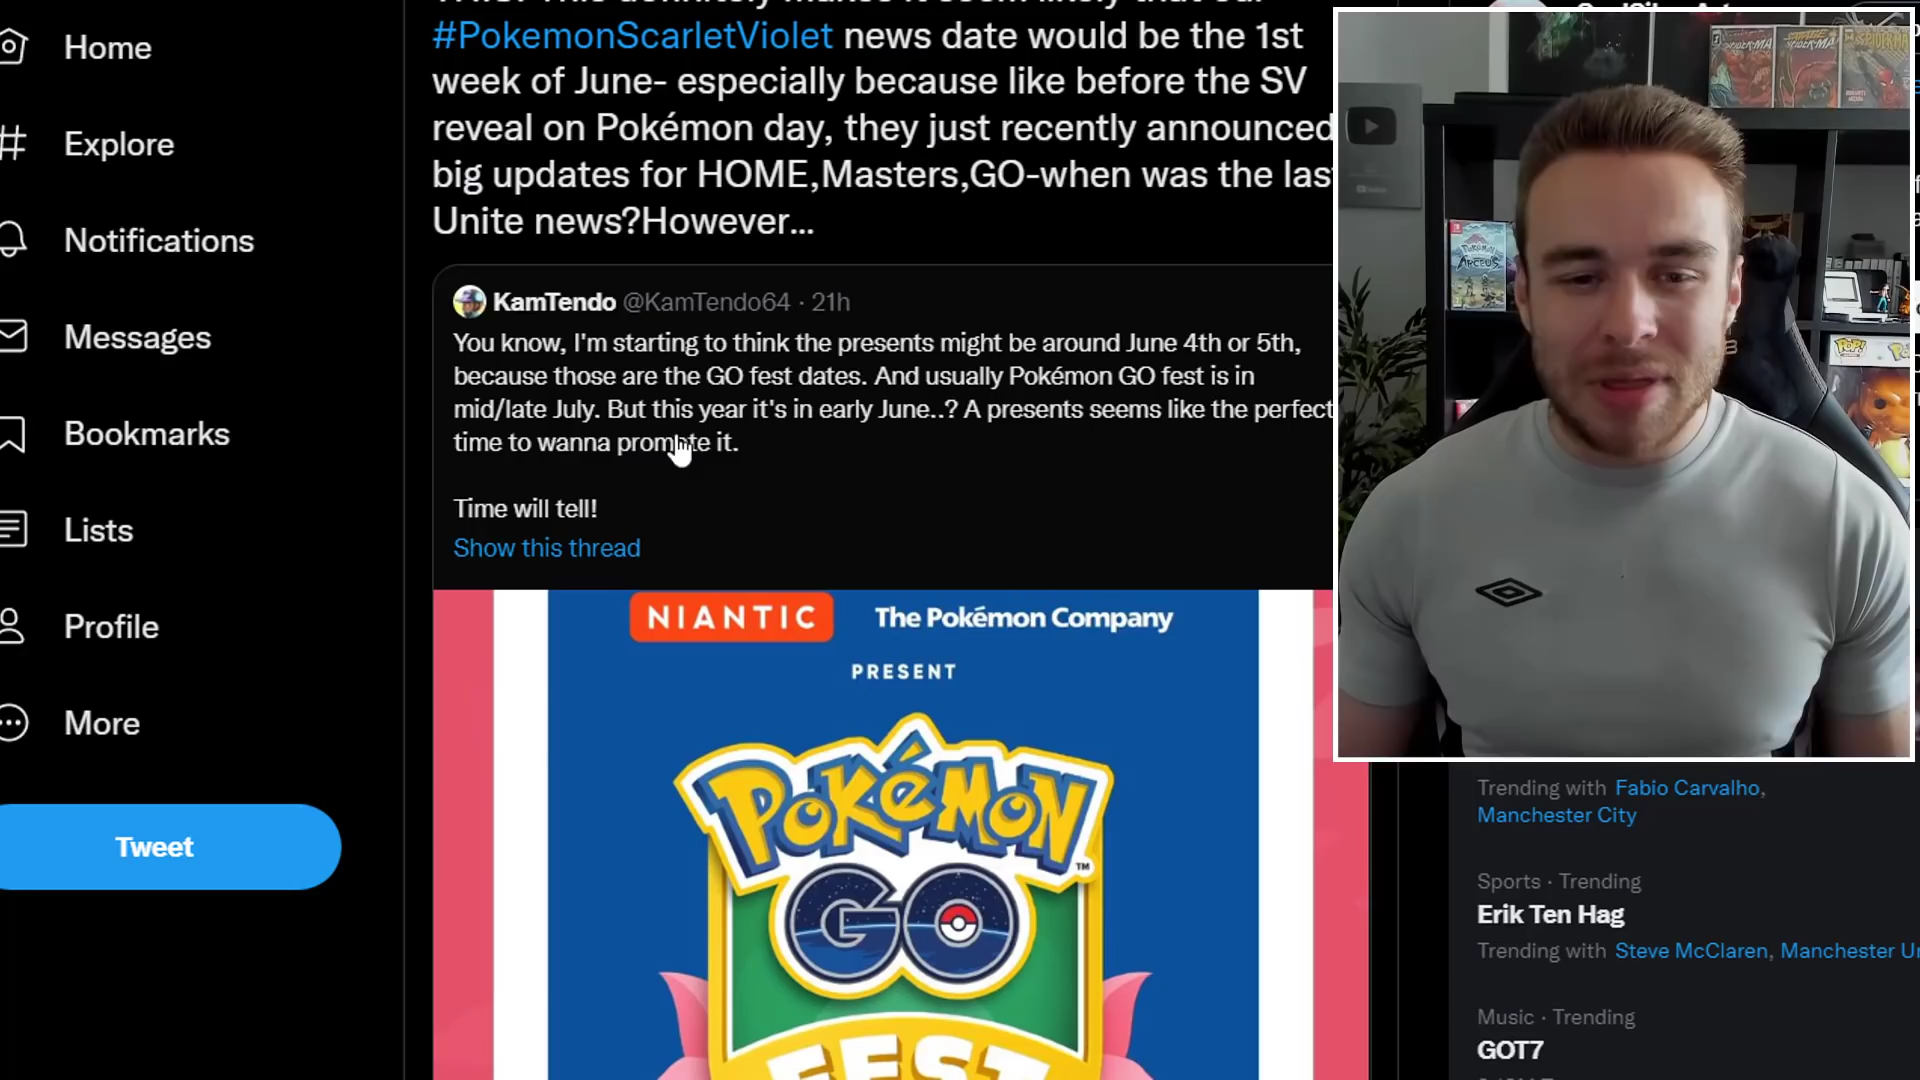 Home
Explore
Notifications
Messages
Bookmarks
Lists
Profile
More
Tweet
#PokemonScarletViolet news date would be the 1st
week of June- especially because like before the SV
reveal on Pokémon day, they just recently announced
big updates for HOME,Masters,GO-when was the las
Unite news?However...
KamTendo @KamTendo64 · 21h
You know, I'm starting to think the presents might be around June 4th or 5th,
because those are the GO fest dates. And usually Pokémon GO fest is in
mid/late July. But this year it's in early June..? A presents seems like the perfect
time to wanna promote it.
Time will tell!
Show this thread
NIANTIC The Pokémon Company
PRESENT
POKÉMON
TM
GO
FEST
POKÉMON
ARCEUS
POP!
Trending with Fabio Carvalho,
Manchester City
Sports · Trending
Erik Ten Hag
Trending with Steve McClaren, Manchester Un
Music · Trending
GOT7